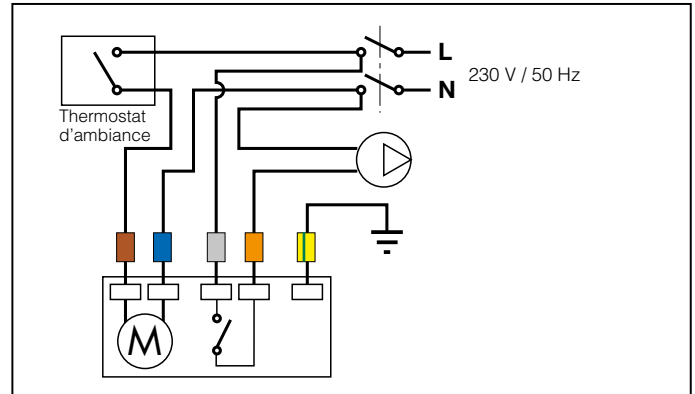 L
230 V / 50 Hz
N
Thermostat
d'ambiance
M